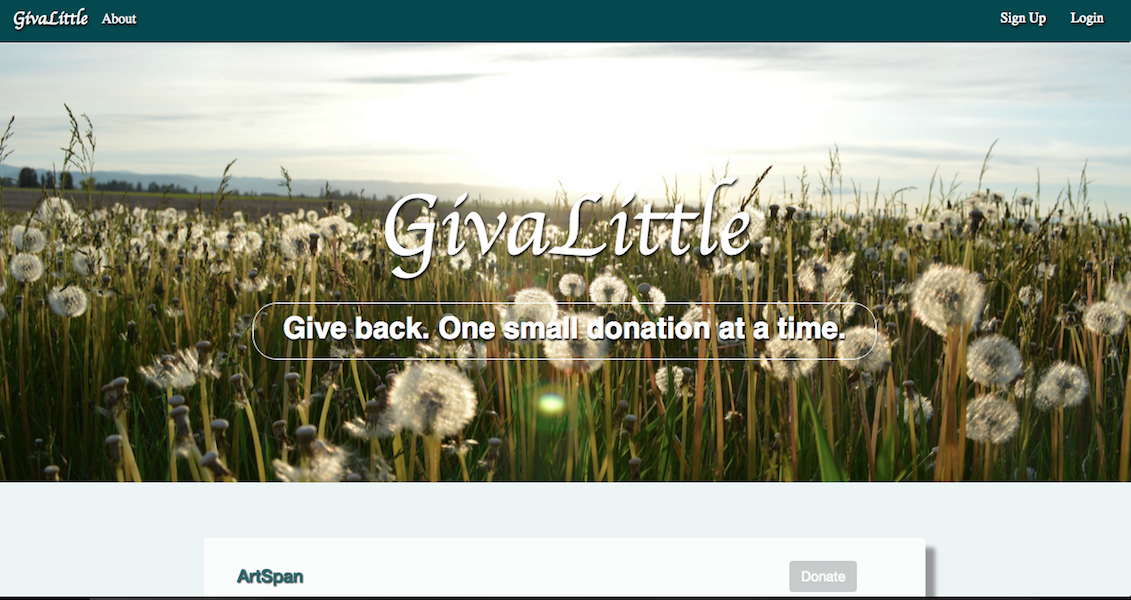 GivaLittle About Sign Up Login
GivaLittle
Give back. One small donation at a time.
ArtSpan Donate